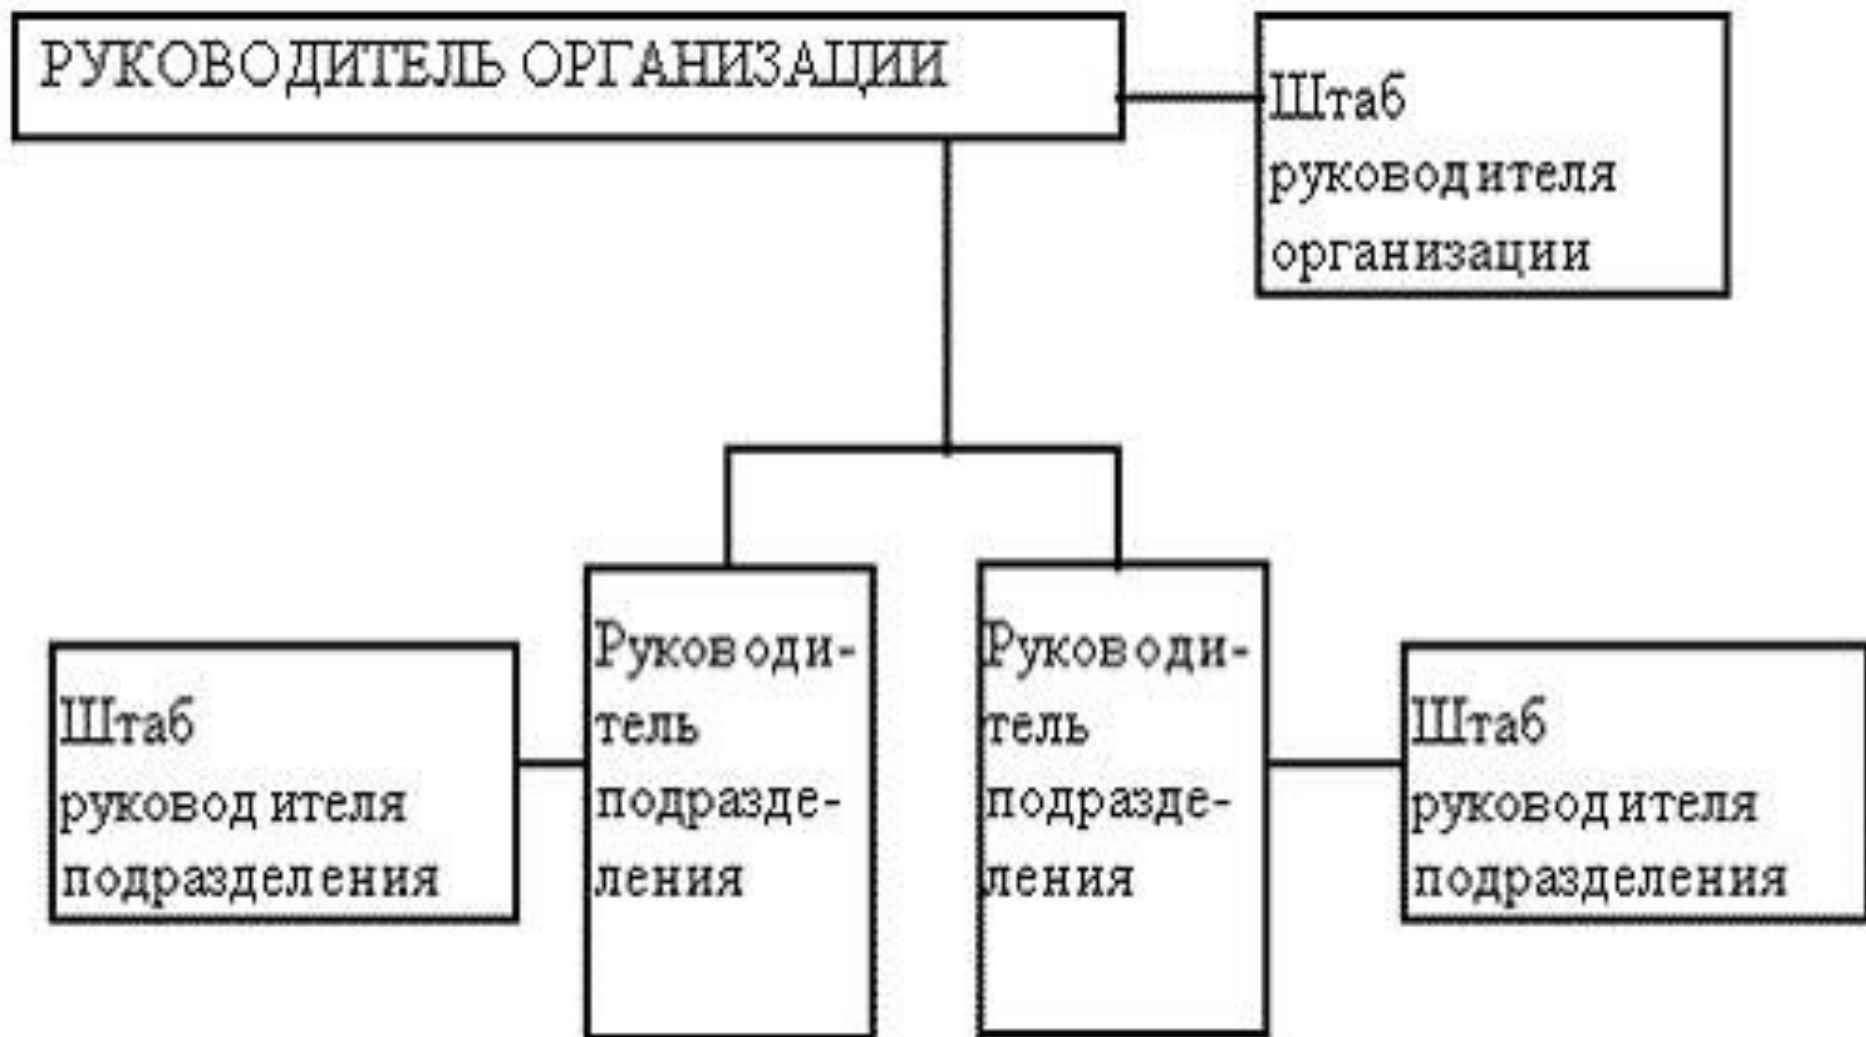 РУКОВОДИТЕЛЬ ОРГАНИЗАЦИИ
Штаб
руководителя
организации
Штаб
руководителя
подразделения
Руководи-
тель
подразде-
ления
Руководи-
тель
подразде-
ления
Штаб
руководителя
подразделения